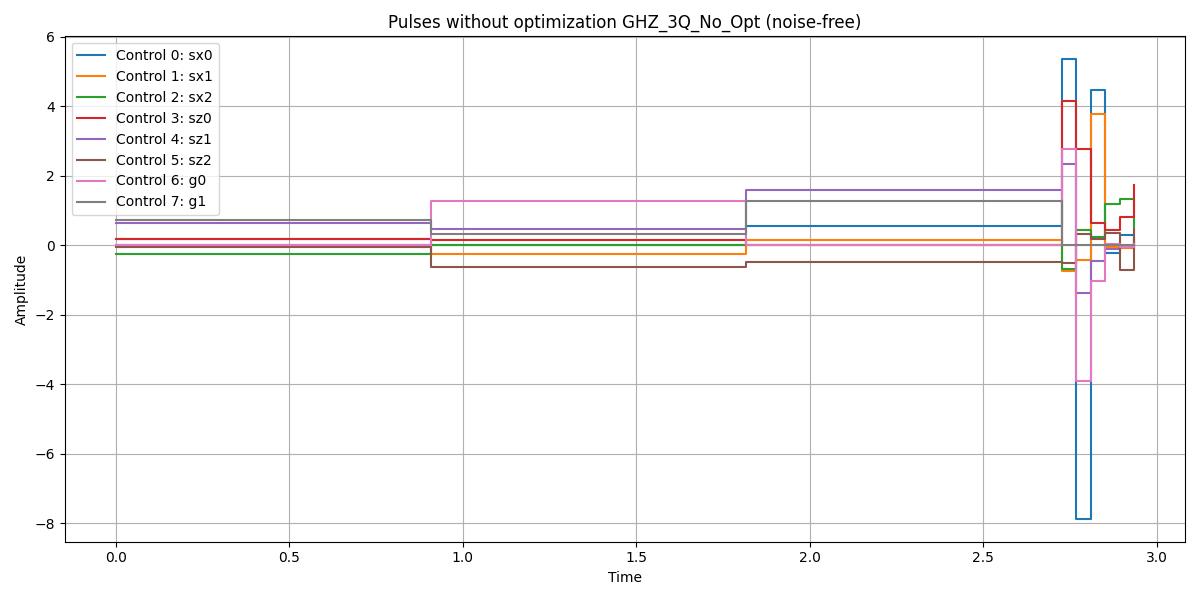 Pulses without optimization GHZ_3Q_No_Opt (noise-free)
6
4
2
0
−2
−4
−6
−8
Amplitude
Control 0: sx0
Control 1: sx1
Control 2: sx2
Control 3: sz0
Control 4: sz1
Control 5: sz2
Control 6: g0
Control 7: g1
0.0 0.5 1.0 1.5 2.0 2.5 3.0
Time